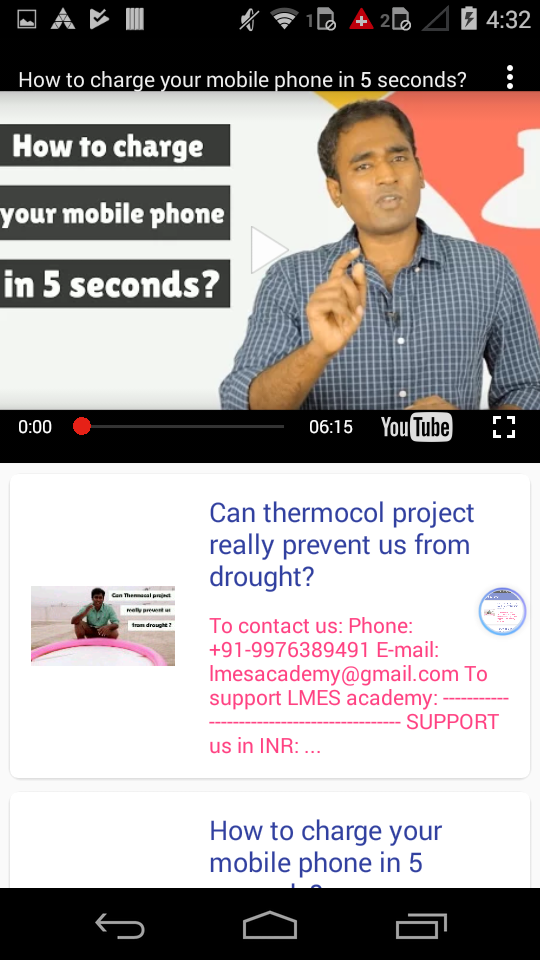 1 2 4:32
How to charge your mobile phone in 5 seconds?
How to charge
your mobile phone
in 5 seconds?
0:00 06:15 YouTube
Can thermocol project
really prevent us from
drought?
Can Thermocol project
really prevent us
from drought ?
To contact us: Phone:
+91-9976389491 E-mail:
lmesacademy@gmail.com To
support LMES academy: -----------
-------------------------------- SUPPORT
us in INR: ...
How to charge your
mobile phone in 5